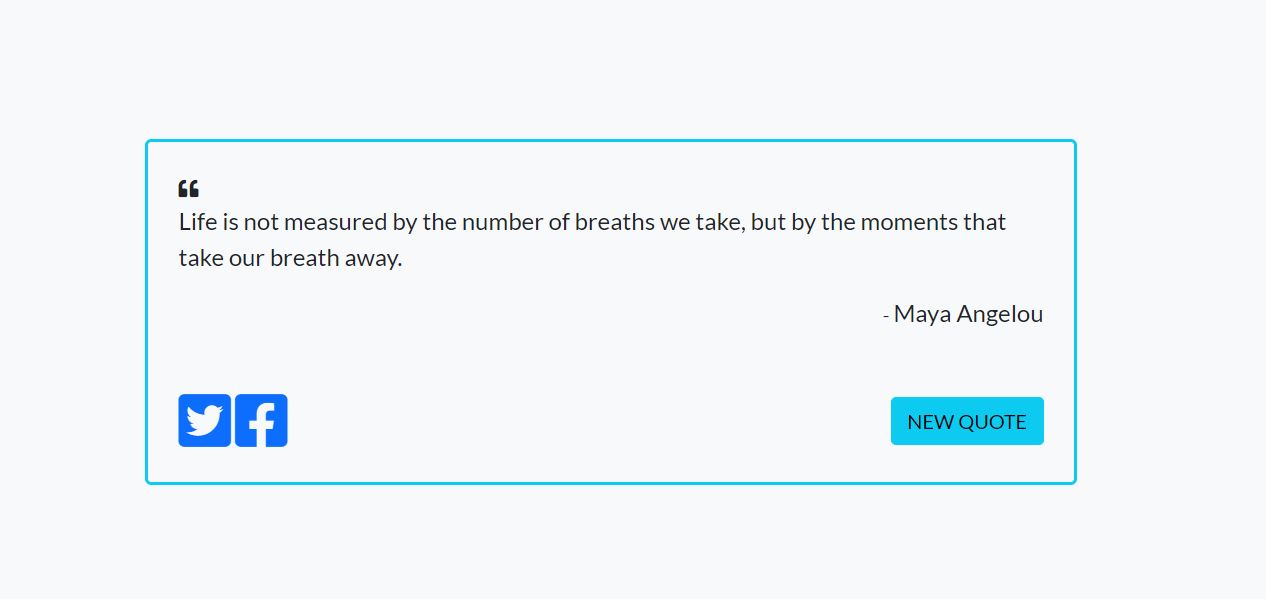 “
Life is not measured by the number of breaths we take, but by the moments that
take our breath away.
- Maya Angelou
NEW QUOTE